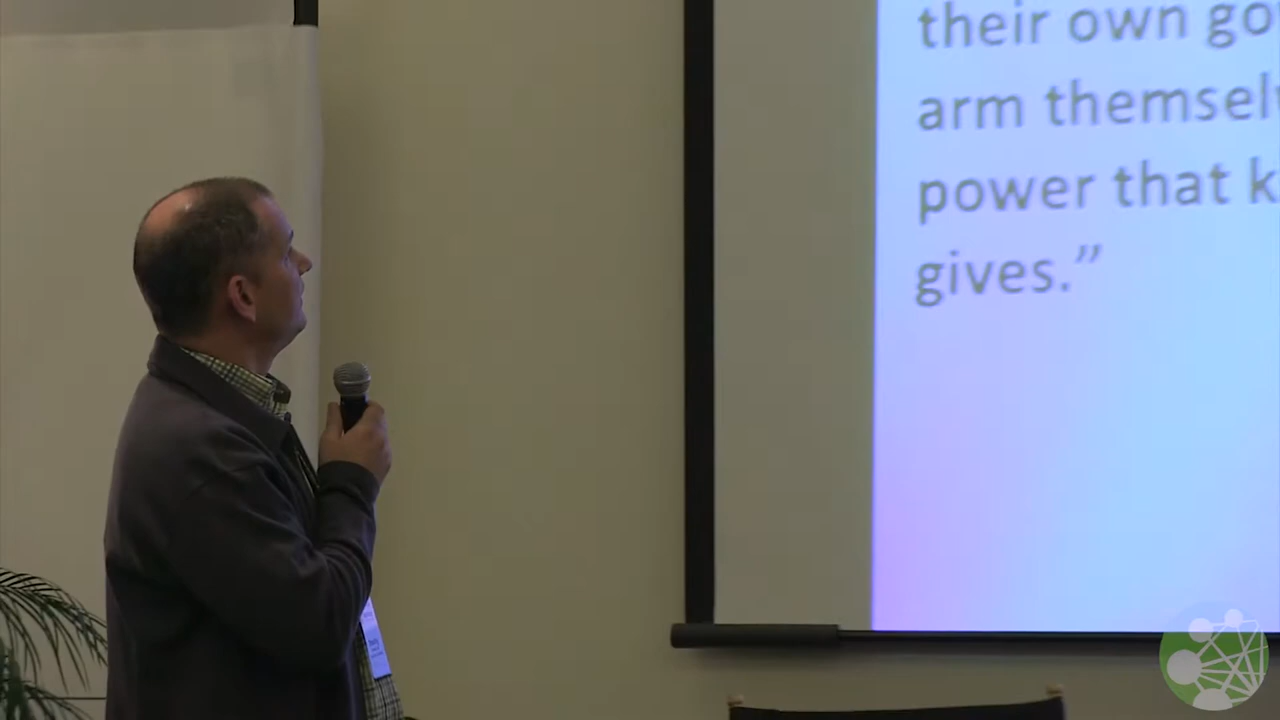 their own go
arm themsel
power that k
gives.”